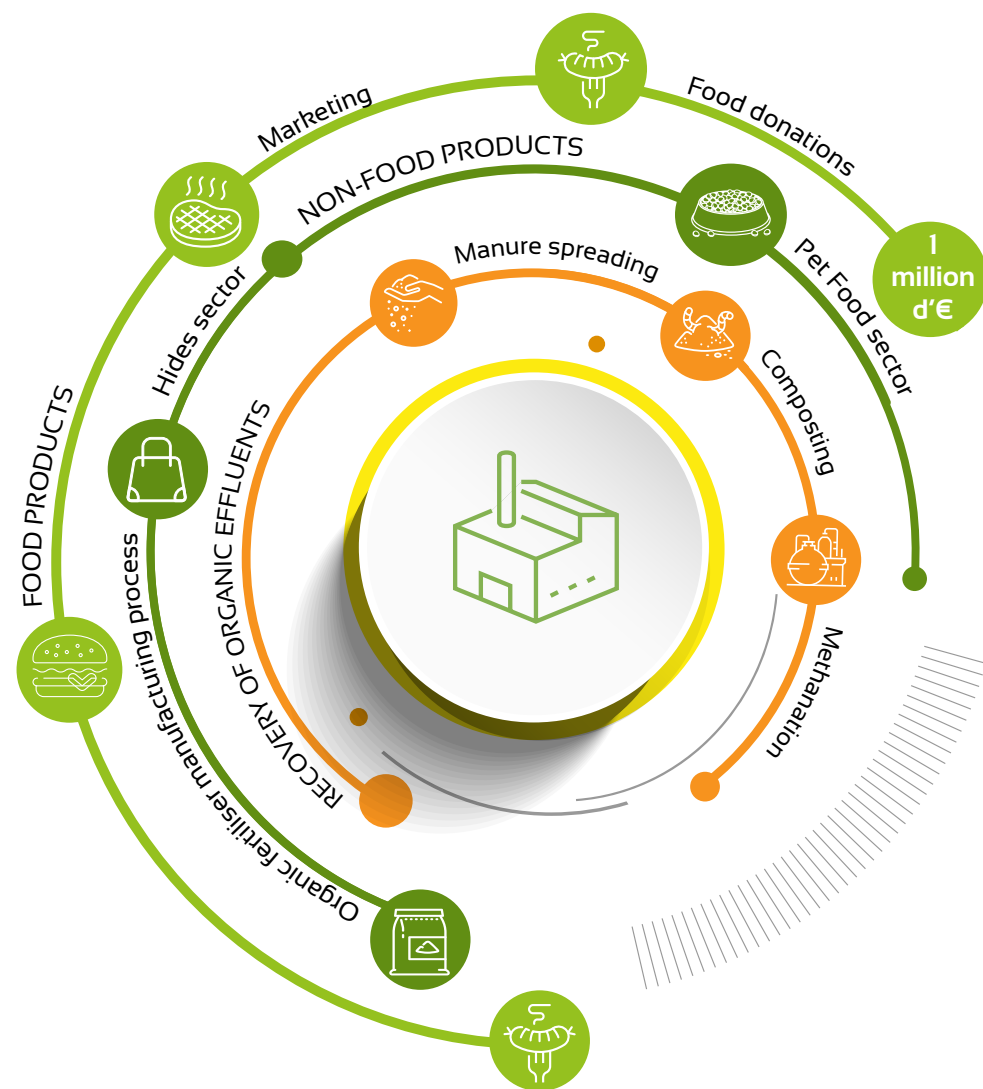 FOOD PRODUCTS
Marketing
Food donations
1
million
d'€
Organic fertiliser manufacturing process
Hides sector
NON-FOOD PRODUCTS
Pet Food sector
RECOVERY OF ORGANIC EFFLUENTS
Manure spreading
Composting
Methanation